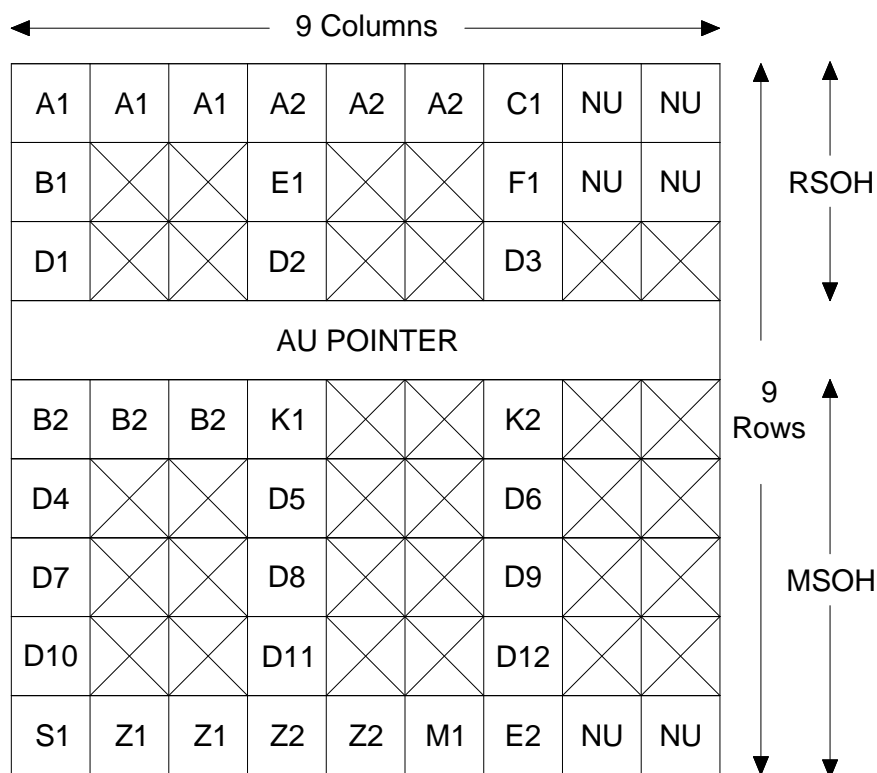 9 Columns
A1 A1 A1 A2 A2 A2 C1 NU NU
B1 E1 F1 NU NU
RSOH
D1 D2 D3
AU POINTER
9
Rows
B2 B2 B2 K1 K2
D4 D5 D6
D7 D8 D9
MSOH
D10 D11 D12
S1 Z1 Z1 Z2 Z2 M1 E2 NU NU